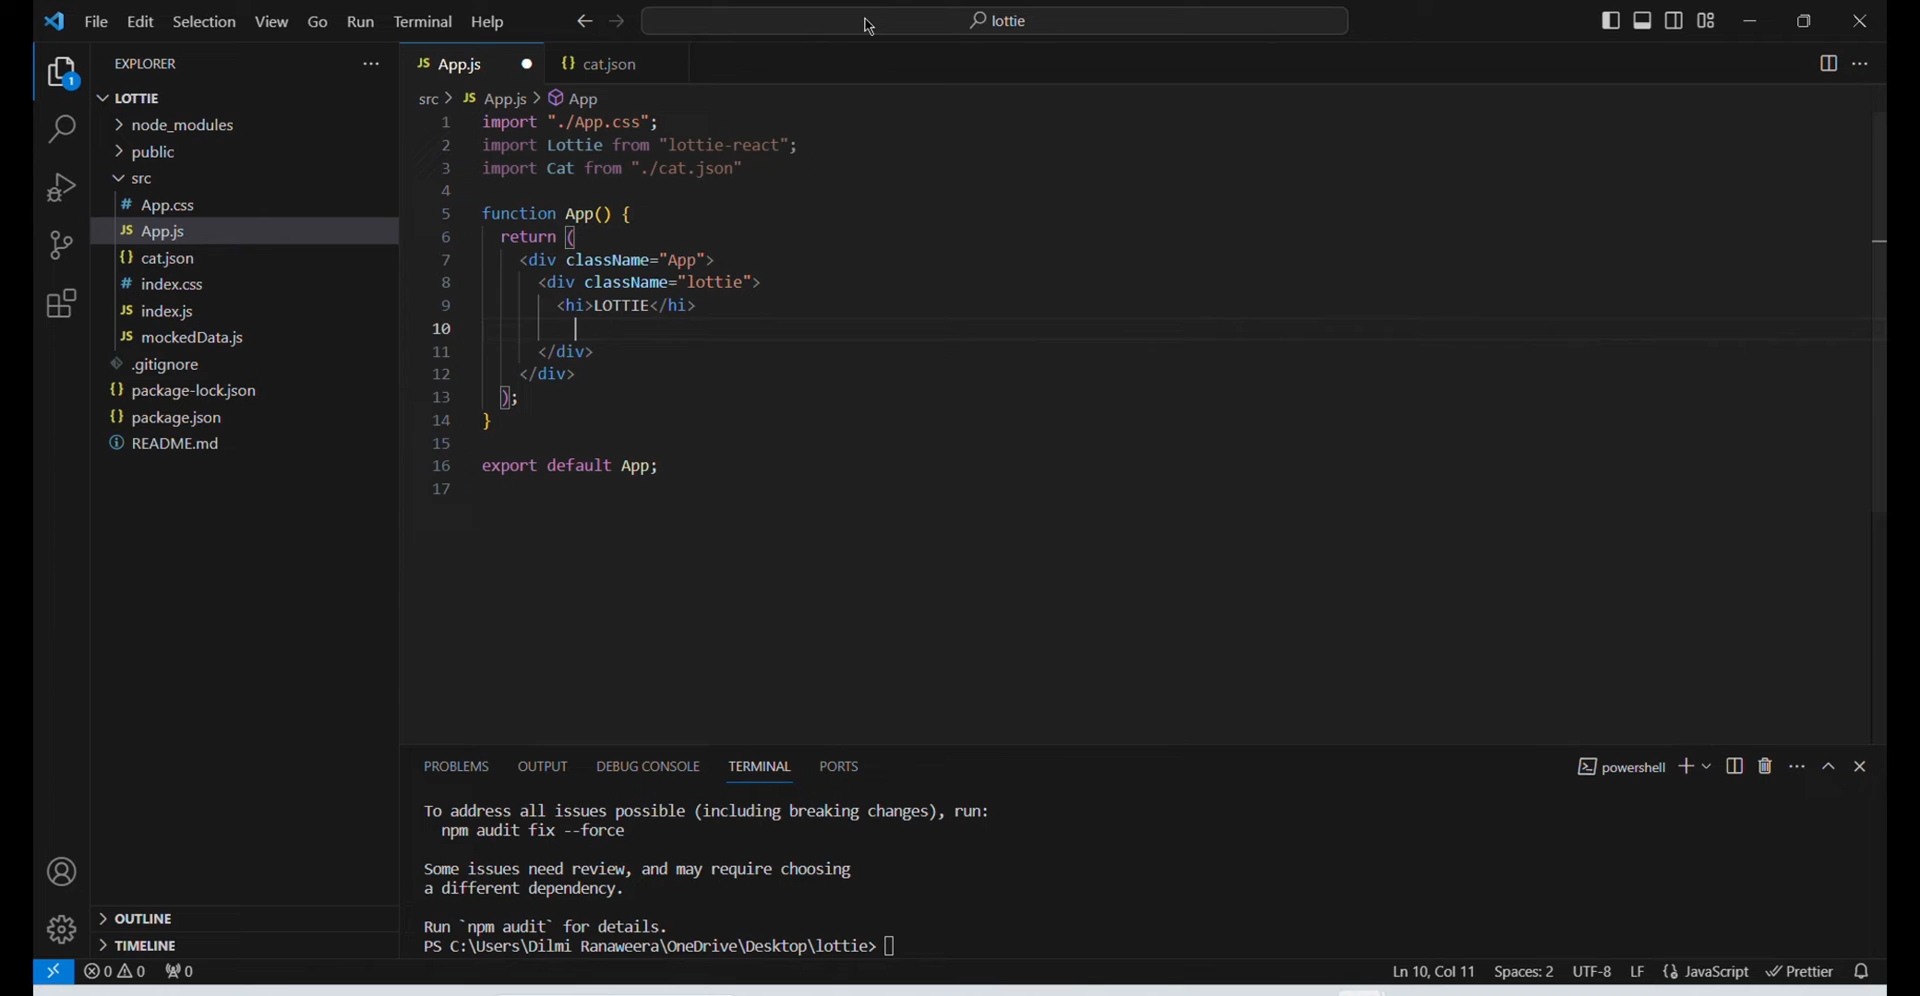 File Edit Selection View Go Run Terminal Help
lottie
EXPLORER
LOTTIE
node_modules
public
src
# App.css
JS App.js
{} cat.json
# index.css
JS index.js
JS mockedData.js
.gitignore
{} package-lock.json
{} package.json
README.md
OUTLINE
TIMELINE
1
JS App.js
{} cat.json
src > JS App.js > App
1 import "./App.css";
2 import Lottie from "lottie-react";
3 import Cat from "./cat.json"
4
5 function App() {
6 return (
7 <div className="App">
8 <div className="lottie">
9 <hi>LOTTIE</hi>
10
11 </div>
12 </div>
13 );
14 }
15
16 export default App;
17
PROBLEMS OUTPUT DEBUG CONSOLE TERMINAL PORTS
powershell
To address all issues possible (including breaking changes), run:
npm audit fix --force
Some issues need review, and may require choosing
a different dependency.
Run `npm audit` for details.
PS C:\Users\Dilmi Ranaweera\OneDrive\Desktop\lottie>
0 0 0
Ln 10, Col 11 Spaces: 2 UTF-8 LF {} JavaScript Prettier